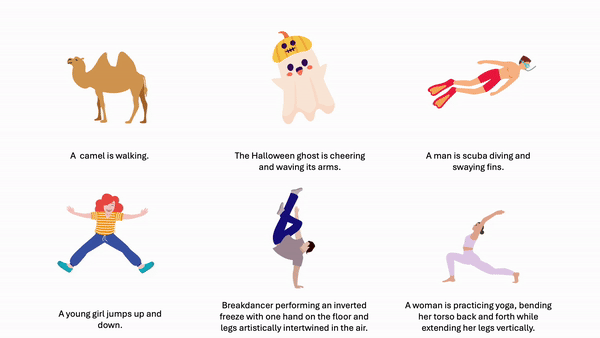 A  camel is walking.
The Halloween ghost is cheering
and waving its arms.
A man is scuba diving and
swaying fins.
A young girl jumps up and
down.
Breakdancer performing an inverted
freeze with one hand on the floor and
legs artistically intertwined in the air.
A woman is practicing yoga, bending
her torso back and forth while
extending her legs vertically.